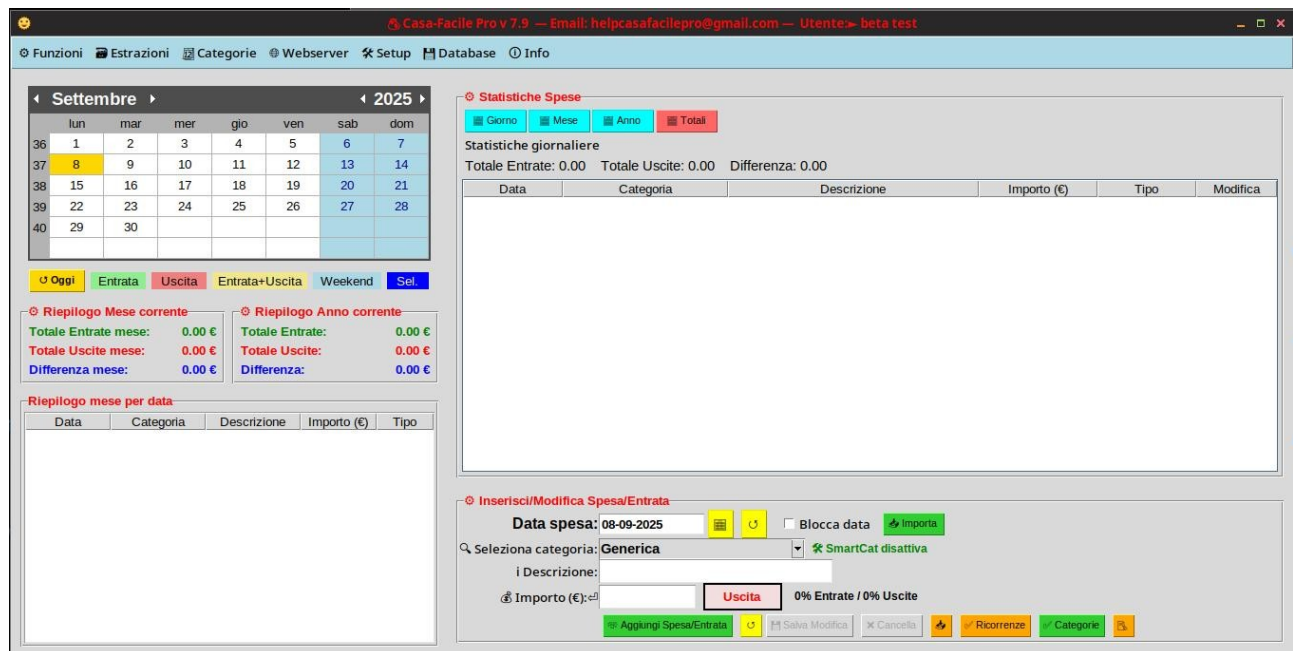 Casa-Facile Pro v 7.9 — Email: helpcasafacilepro@gmail.com — Utente:► beta test
Funzioni Estrazioni Categorie Webserver Setup Database Info
Settembre 2025
lun mar mer gio ven sab dom
36 1 2 3 4 5 6 7
37 8 9 10 11 12 13 14
38 15 16 17 18 19 20 21
39 22 23 24 25 26 27 28
40 29 30
Oggi Entrata Uscita Entrata+Uscita Weekend Sel.
Riepilogo Mese corrente
Totale Entrate mese: 0.00 €
Totale Uscite mese: 0.00 €
Differenza mese: 0.00 €
Riepilogo Anno corrente
Totale Entrate: 0.00 €
Totale Uscite: 0.00 €
Differenza: 0.00 €
Riepilogo mese per data
Data Categoria Descrizione Importo (€) Tipo
Statistiche Spese
Giorno Mese Anno Totali
Statistiche giornaliere
Totale Entrate: 0.00 Totale Uscite: 0.00 Differenza: 0.00
Data Categoria Descrizione Importo (€) Tipo Modifica
Inserisci/Modifica Spesa/Entrata
Data spesa: 08-09-2025 Blocca data Importa
Seleziona categoria: Generica SmartCat disattiva
i Descrizione:
Importo (€):⏎ Uscita 0% Entrate / 0% Uscite
Aggiungi Spesa/Entrata Salva Modifica Cancella Ricorrenze Categorie